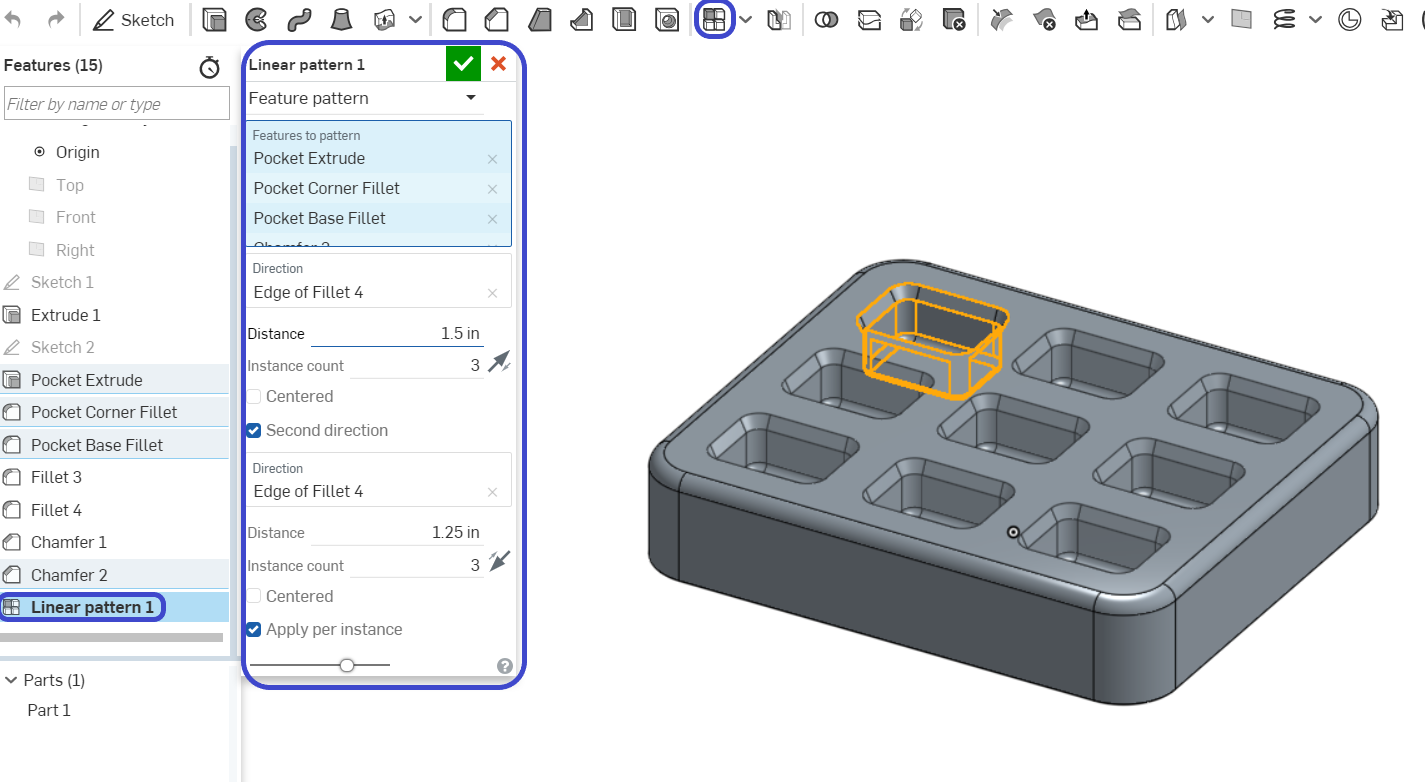 Sketch
Features (15)
Filter by name or type
Origin
Top
Front
Right
Sketch 1
Extrude 1
Sketch 2
Pocket Extrude
Pocket Corner Fillet
Pocket Base Fillet
Fillet 3
Fillet 4
Chamfer 1
Chamfer 2
Linear pattern 1
Parts (1)
Part 1
Linear pattern 1
Feature pattern
Features to pattern
Pocket Extrude
Pocket Corner Fillet
Pocket Base Fillet
Direction
Edge of Fillet 4
Distance 1.5 in
Instance count 3
Centered
Second direction
Direction
Edge of Fillet 4
Distance 1.25 in
Instance count 3
Centered
Apply per instance